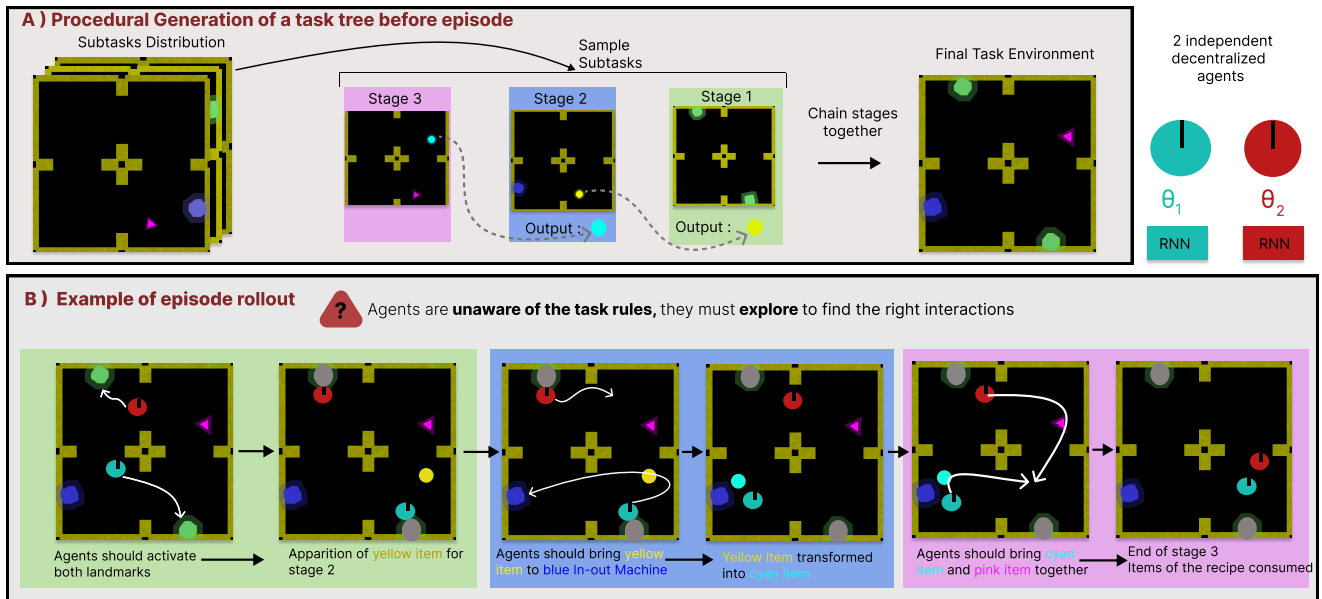 A ) Procedural Generation of a task tree before episode
Subtasks Distribution
Sample
Subtasks
Stage 3
Stage 2
Output :
Stage 1
Output :
Chain stages
together
Final Task Environment
2 independent
decentralized
agents
θ1
θ2
RNN
RNN
B ) Example of episode rollout
?
Agents are unaware of the task rules, they must explore to find the right interactions
Agents should activate
both landmarks
Apparition of yellow item for
stage 2
Agents should bring yellow
item to blue In-out Machine
Yellow item transformed
into cyan item
Agents should bring cyan
item and pink item together
End of stage 3
Items of the recipe consumed